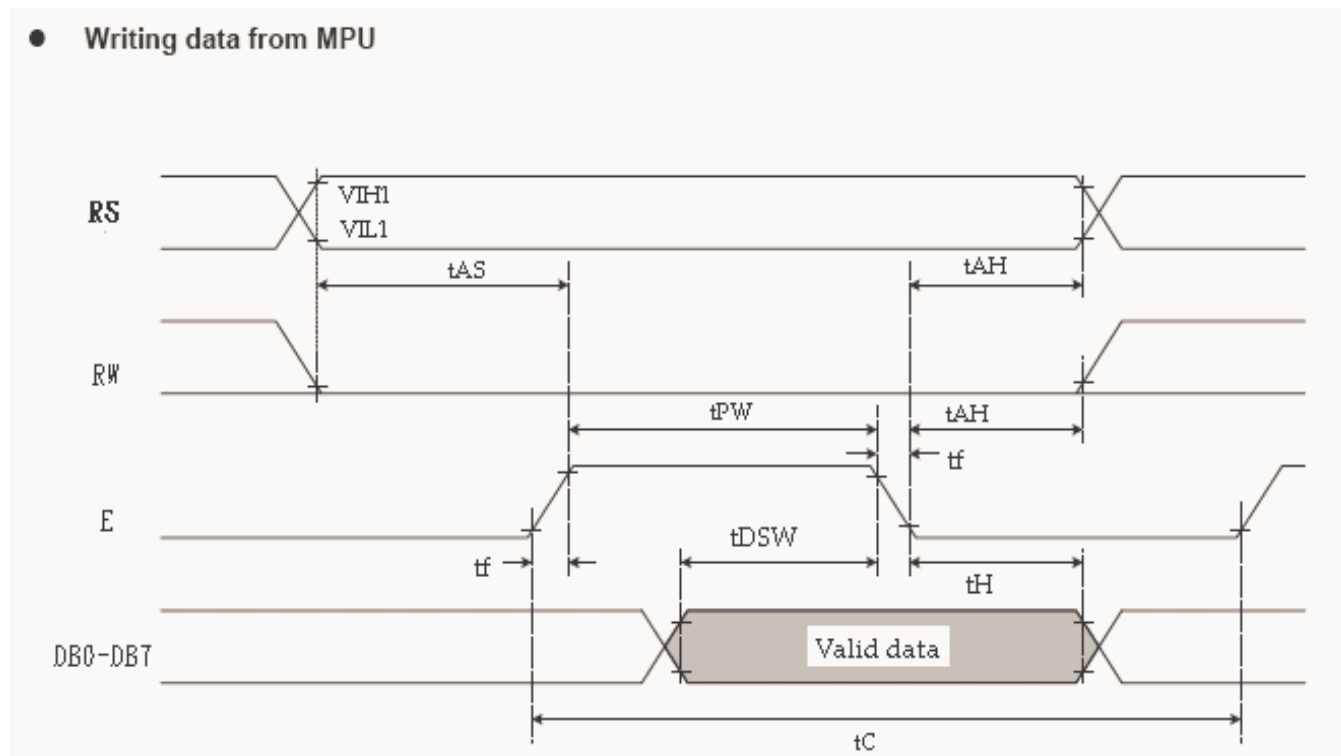 ● Writing data from MPU
RS
VIH1
VIL1
tAS
tAH
RW
tPW
tAH
tf
E
tDSW
tf
tH
DB0-DB7
Valid data
tC